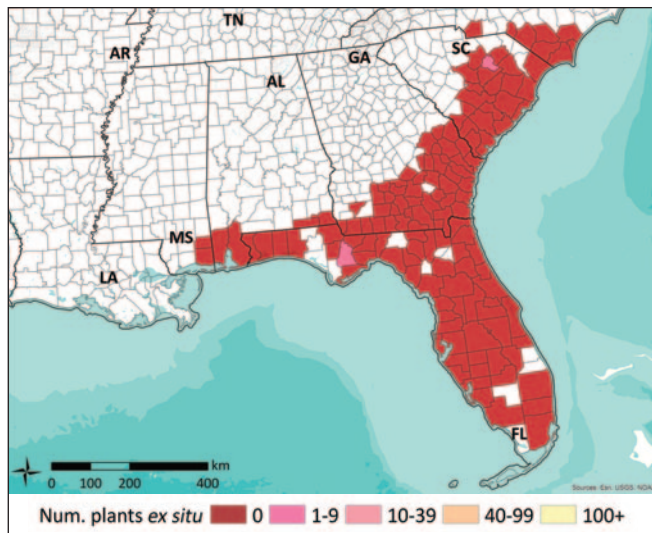 TN
AR
SC
GA
AL
MS
LA
FL
km
0 100 200 400
Sources: Esri, USGS, NOAA
Num. plants ex situ 0 1-9 10-39 40-99 100+